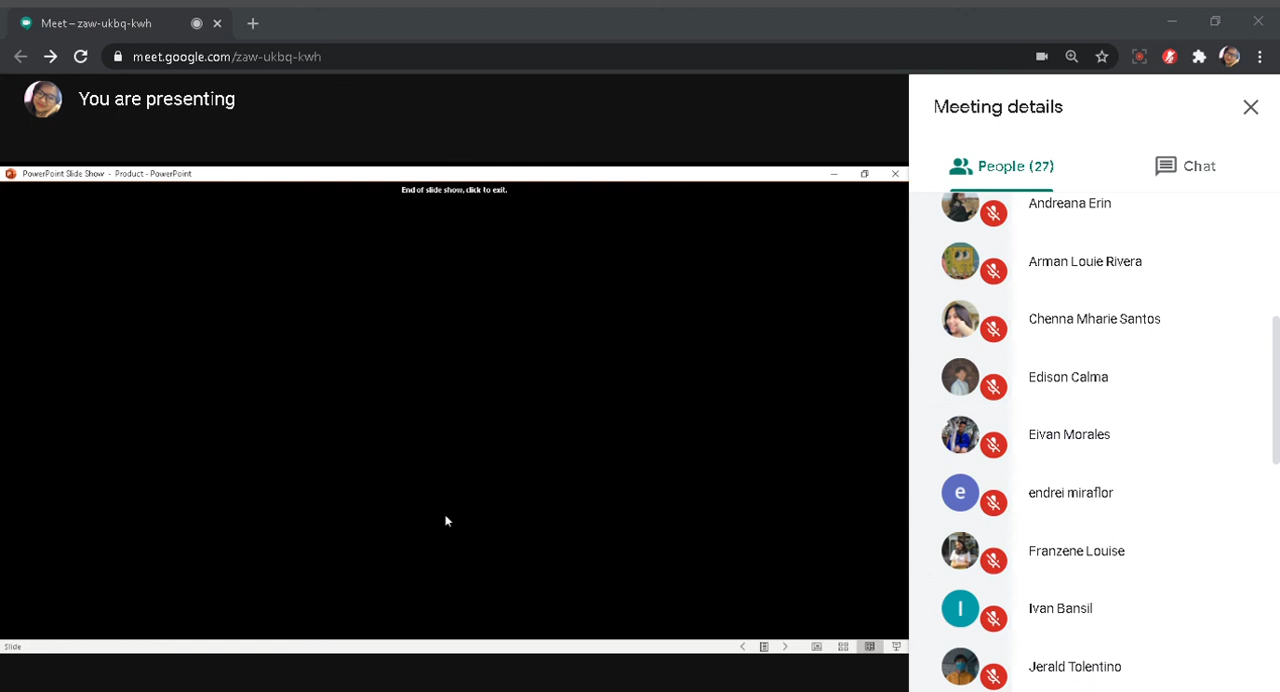 Meet – zaw-ukbq-kwh
meet.google.com/zaw-ukbq-kwh
You are presenting
PowerPoint Slide Show - Product - PowerPoint
End of slide show, click to exit.
Slide
Meeting details
People (27)
Chat
Andreana Erin
Arman Louie Rivera
Chenna Mharie Santos
Edison Calma
Eivan Morales
e
endrei miraflor
Franzene Louise
I
Ivan Bansil
Jerald Tolentino